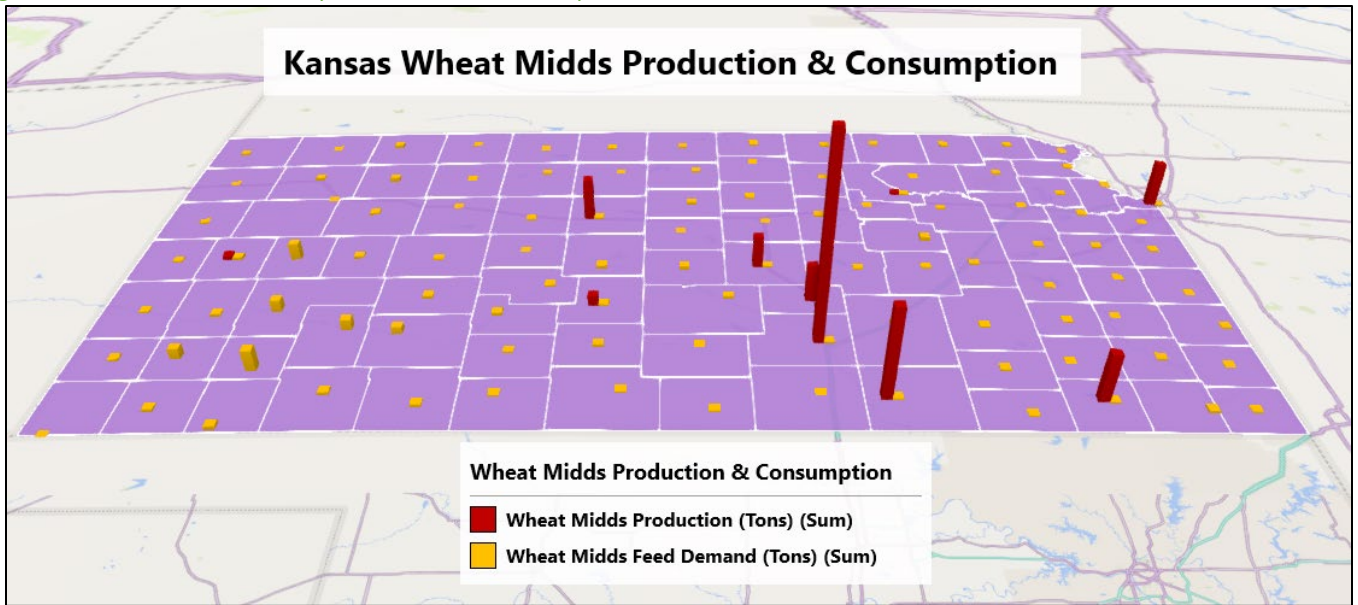 Kansas Wheat Midds Production & Consumption
Wheat Midds Production & Consumption
Wheat Midds Production (Tons) (Sum)
Wheat Midds Feed Demand (Tons) (Sum)